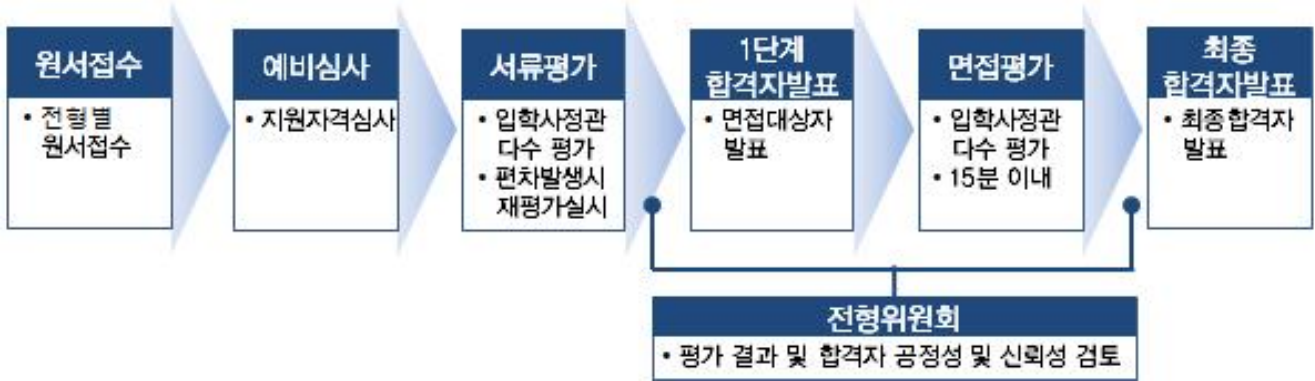 원서접수
• 전형별
원서접수
예비심사
• 지원자격심사
서류평가
• 입학사정관
다수 평가
• 편차발생시
재평가실시
1단계
합격자발표
• 면접대상자
발표
면접평가
• 입학사정관
다수 평가
• 15분 이내
최종
합격자발표
• 최종합격자
발표
전형위원회
• 평가 결과 및 합격자 공정성 및 신뢰성 검토